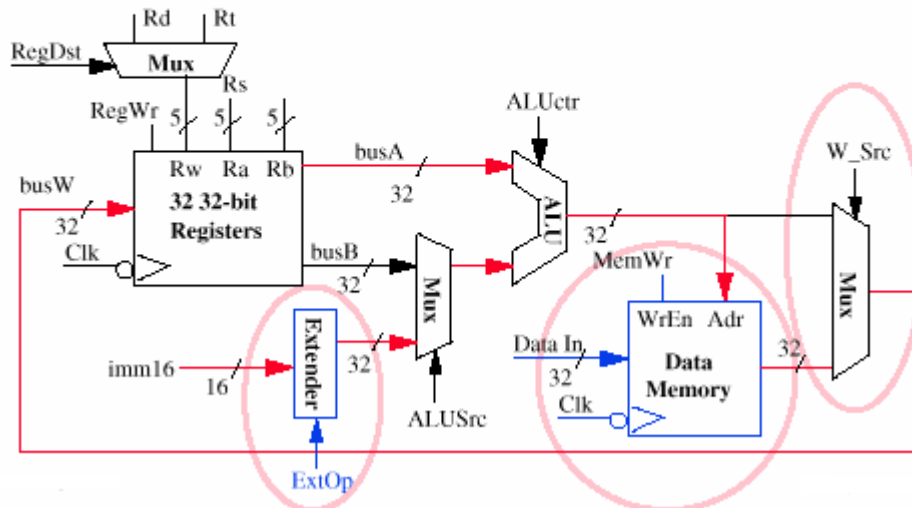 Rd Rt
RegDst
Mux
Rs
RegWr
5 5 5
ALUctr
busA
W_Src
Rw Ra Rb
busW
32
32
32 32-bit
Registers
ALU
32
Clk
busB
32
MemWr
Mux
Mux
WrEn Adr
Extender
32
Data In
32
Data
Memory
32
imm16
16
Clk
ALUSrc
ExtOp